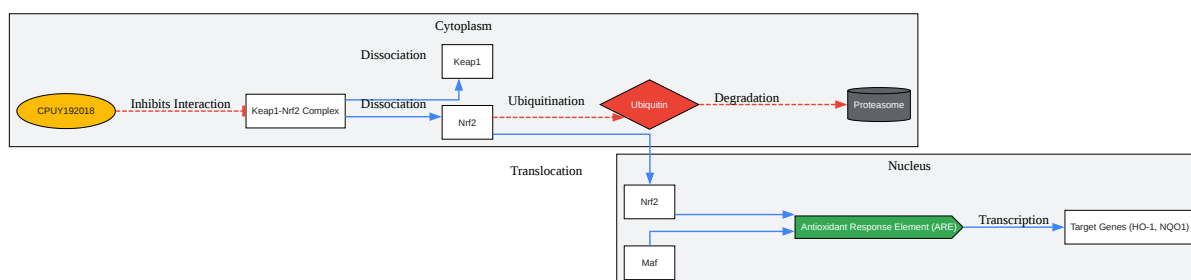 Cytoplasm
Dissociation
Keap1
CPUY192018
Inhibits Interaction
Keap1-Nrf2 Complex
Dissociation
Nrf2
Ubiquitination
Ubiquitin
Degradation
Proteasome
Translocation
Nucleus
Nrf2
Maf
Antioxidant Response Element (ARE)
Transcription
Target Genes (HO-1, NQO1)